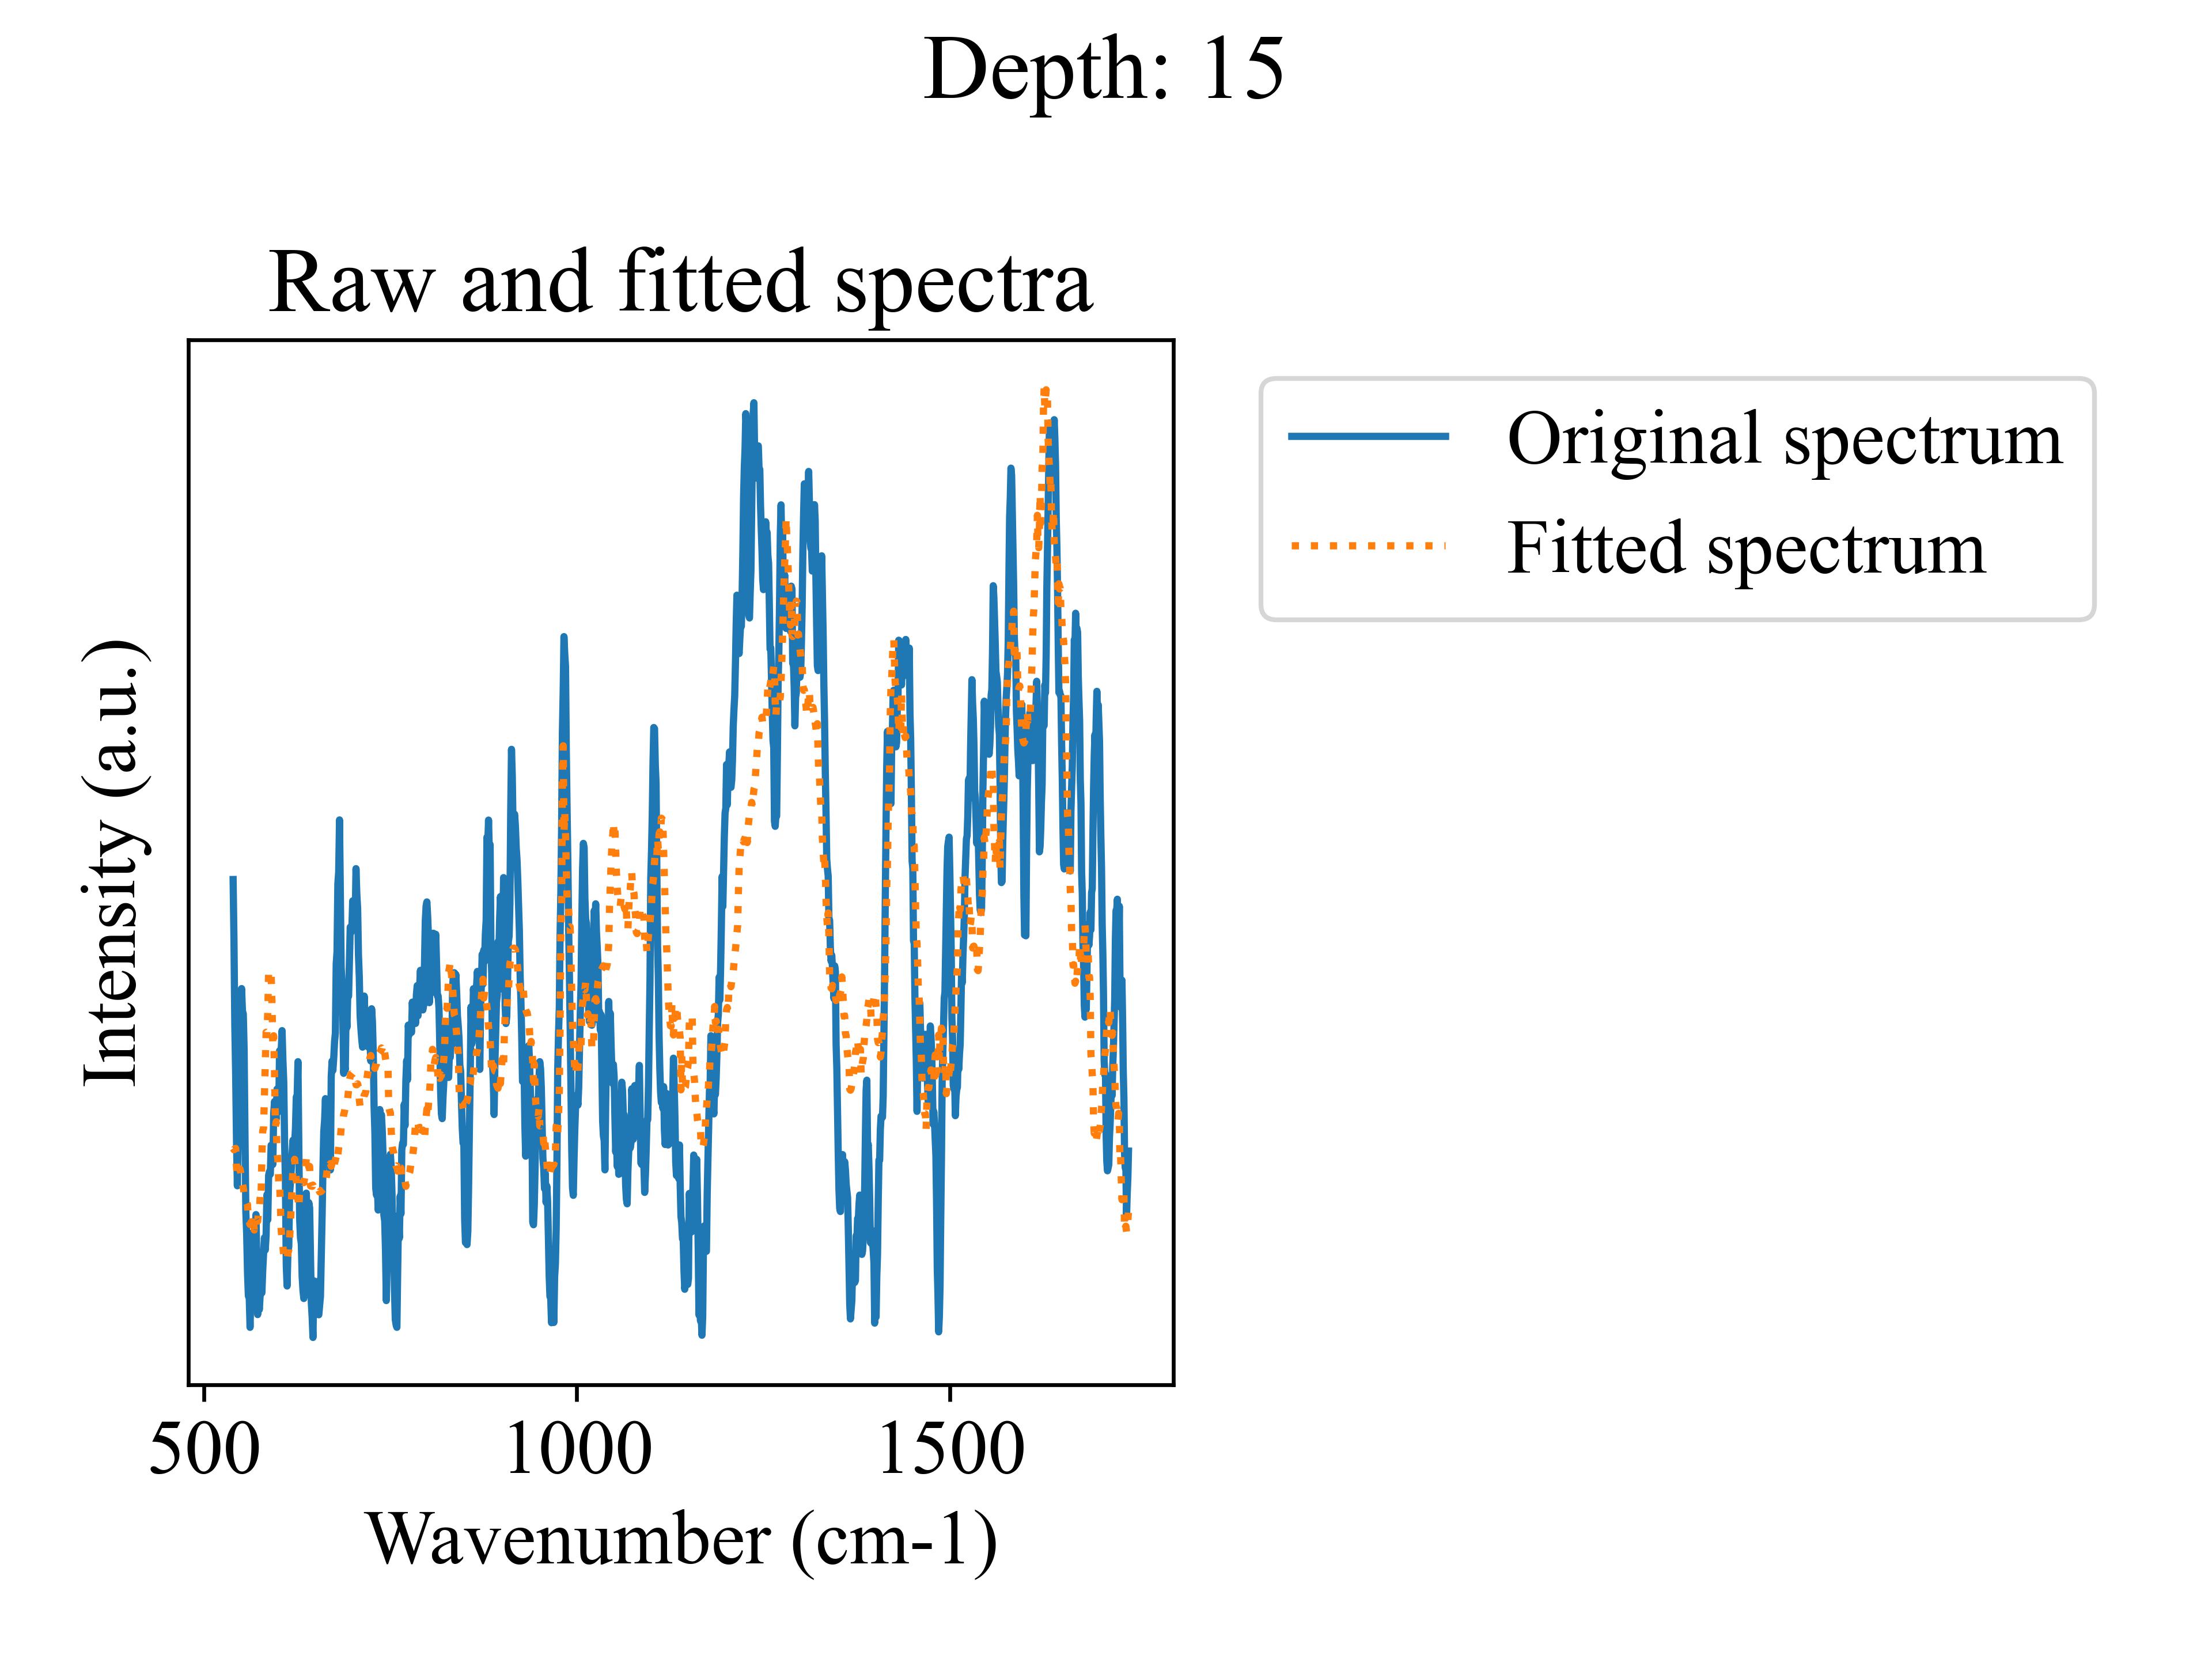 Depth: 15
Raw and fitted spectra
Original spectrum
Fitted spectrum
Intensity (a.u.)
500 1000 1500
Wavenumber (cm-1)